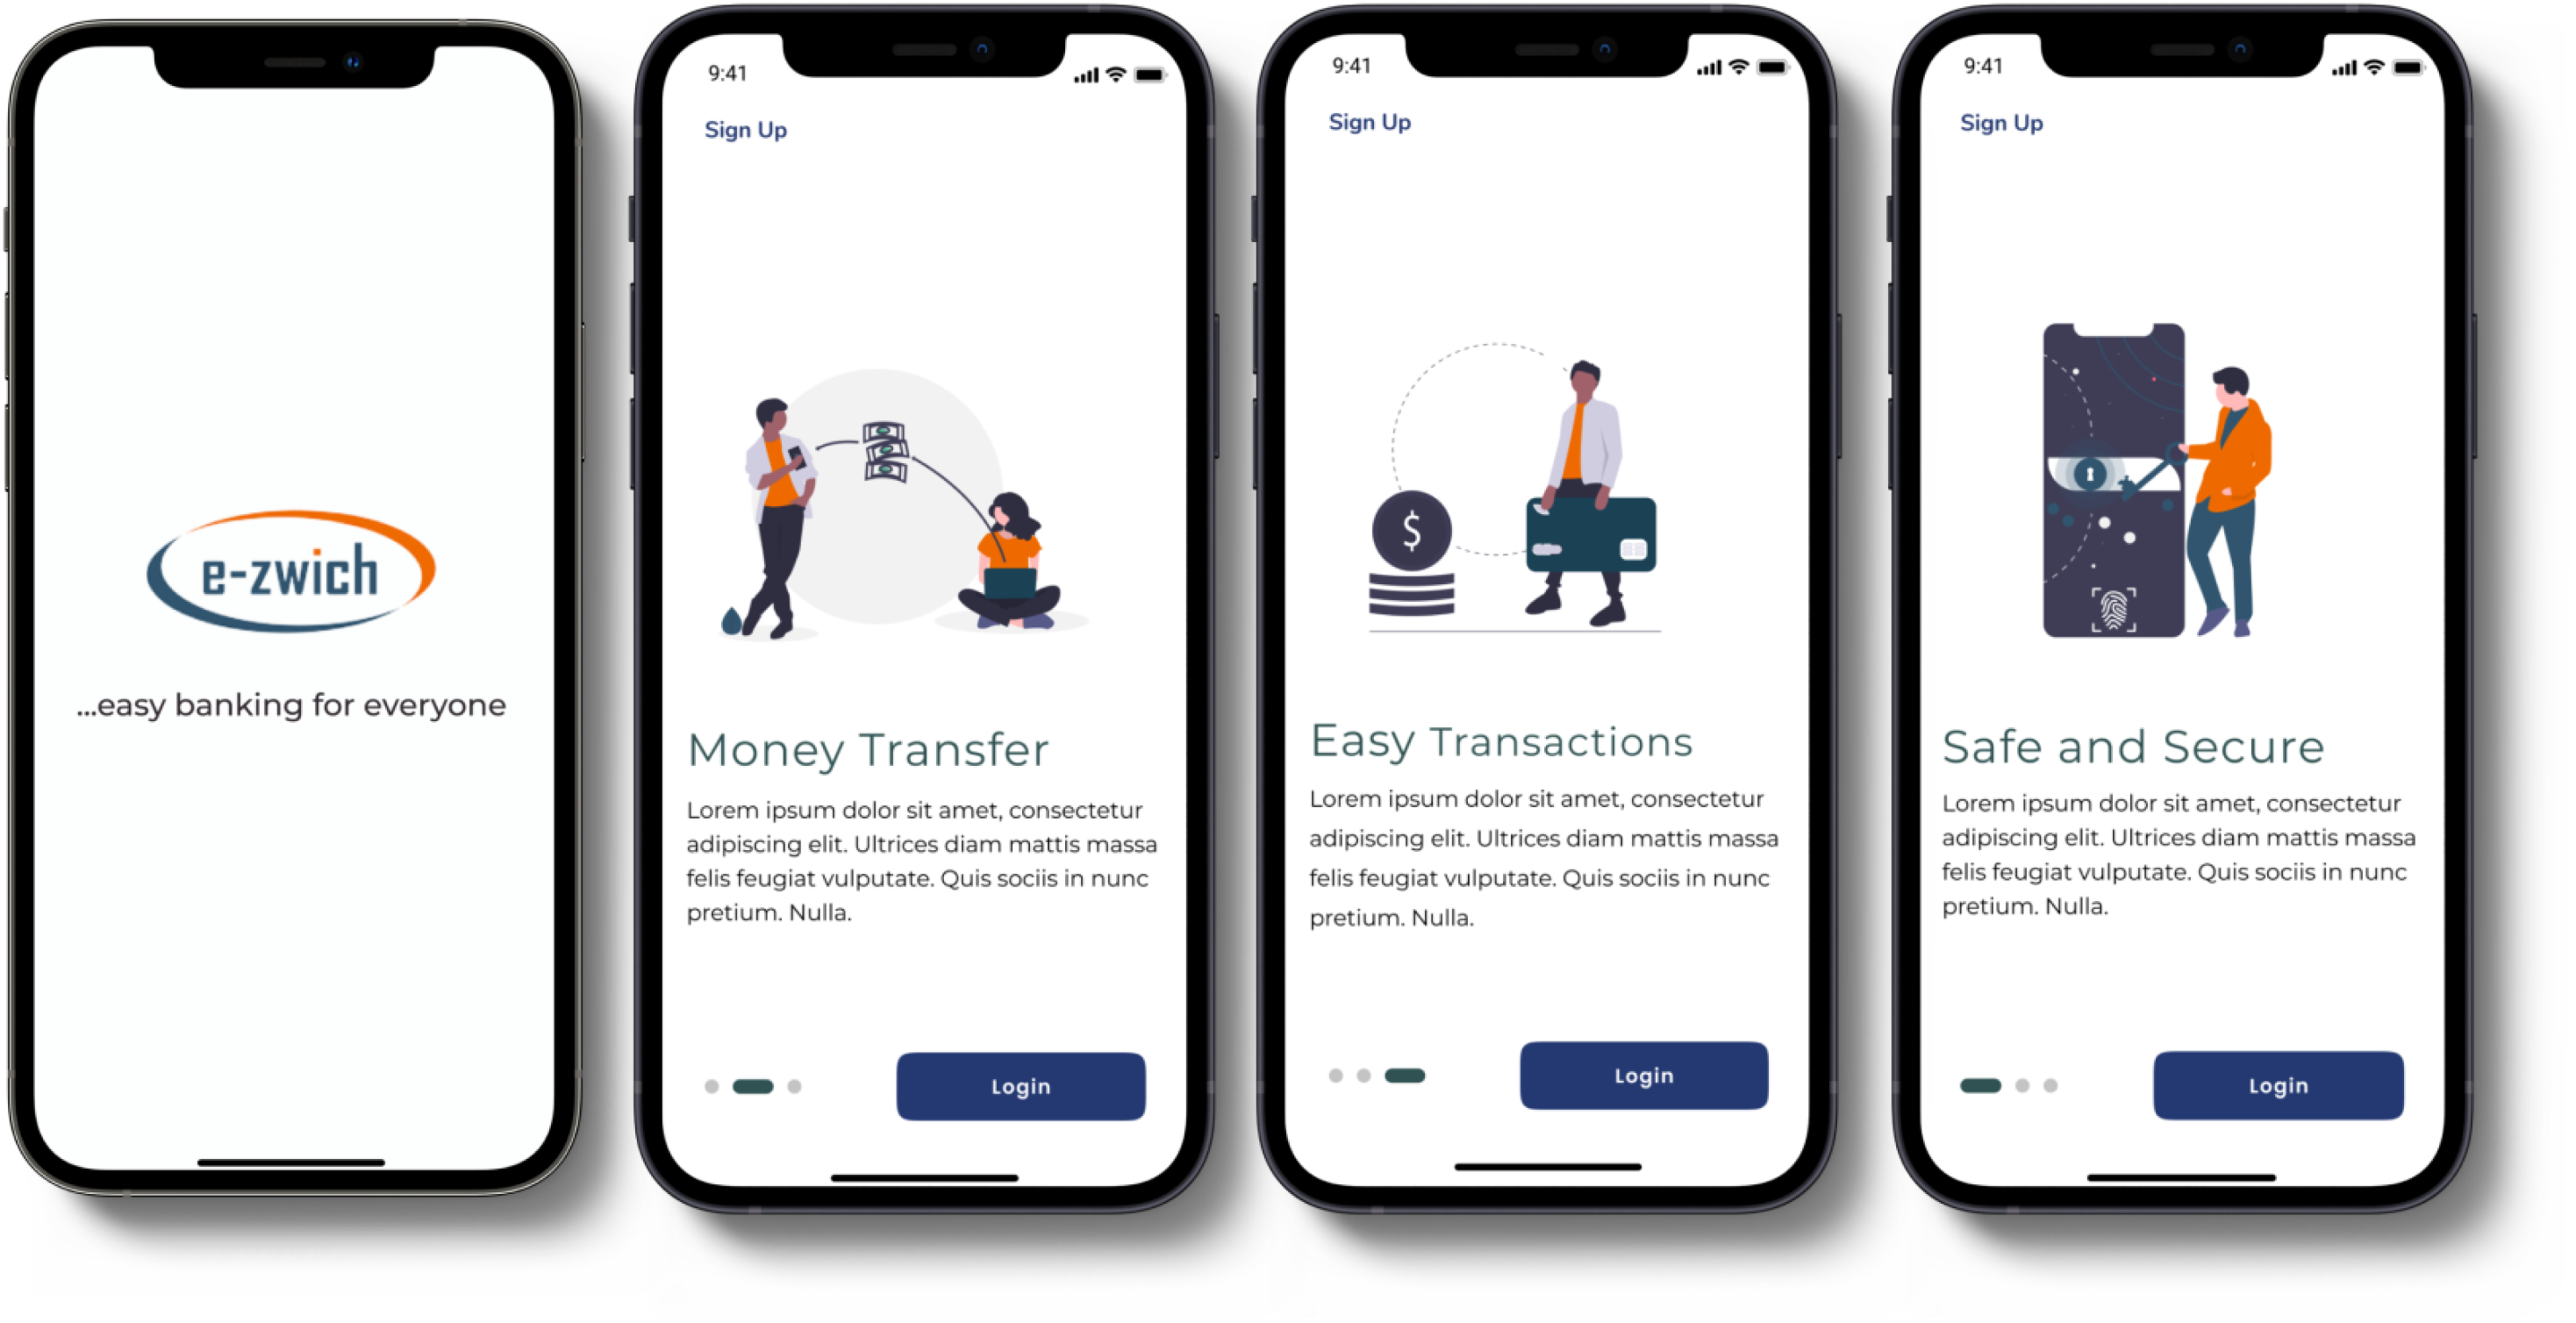 e-zwich
...easy banking for everyone
9:41
Sign Up
$
Money Transfer
Lorem ipsum dolor sit amet, consectetur
adipiscing elit. Ultrices diam mattis massa
felis feugiat vulputate. Quis sociis in nunc
pretium. Nulla.
Login
9:41
Sign Up
$
Easy Transactions
Lorem ipsum dolor sit amet, consectetur
adipiscing elit. Ultrices diam mattis massa
felis feugiat vulputate. Quis sociis in nunc
pretium. Nulla.
Login
9:41
Sign Up
Safe and Secure
Lorem ipsum dolor sit amet, consectetur
adipiscing elit. Ultrices diam mattis massa
felis feugiat vulputate. Quis sociis in nunc
pretium. Nulla.
Login